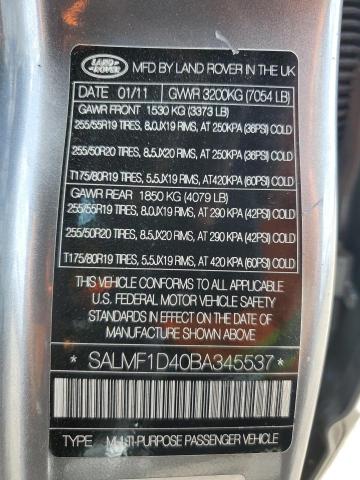 LAND
ROVER
MFD BY LAND ROVER IN THE UK
DATE 01/11 GVWR 3200KG (7054 LB)
GAWR FRONT 1530 KG (3373 LB)
255/55R19 TIRES, 8.0JX19 RIMS, AT 250KPA (36PSI) COLD
255/50R20 TIRES, 8.5JX20 RIMS, AT 250KPA (36PSI) COLD
T175/80R19 TIRES, 5.5JX19 RIMS, AT420KPA (60PSI) COLD
GAWR REAR 1850 KG (4079 LB)
255/55R19 TIRES, 8.0JX19 RIMS, AT 290 KPA (42PSI) COLD
255/50R20 TIRES, 8.5JX20 RIMS, AT 290 KPA (42PSI) COLD
T175/80R19 TIRES, 5.5JX19 RIMS, AT 420 KPA (60PSI) COLD
THIS VEHICLE CONFORMS TO ALL APPLICABLE
U.S. FEDERAL MOTOR VEHICLE SAFETY
STANDARDS IN EFFECT ON THE DATE OF
MANUFACTURE SHOWN ABOVE
* SALMF1D40BA345537 *
TYPE MULTI-PURPOSE PASSENGER VEHICLE